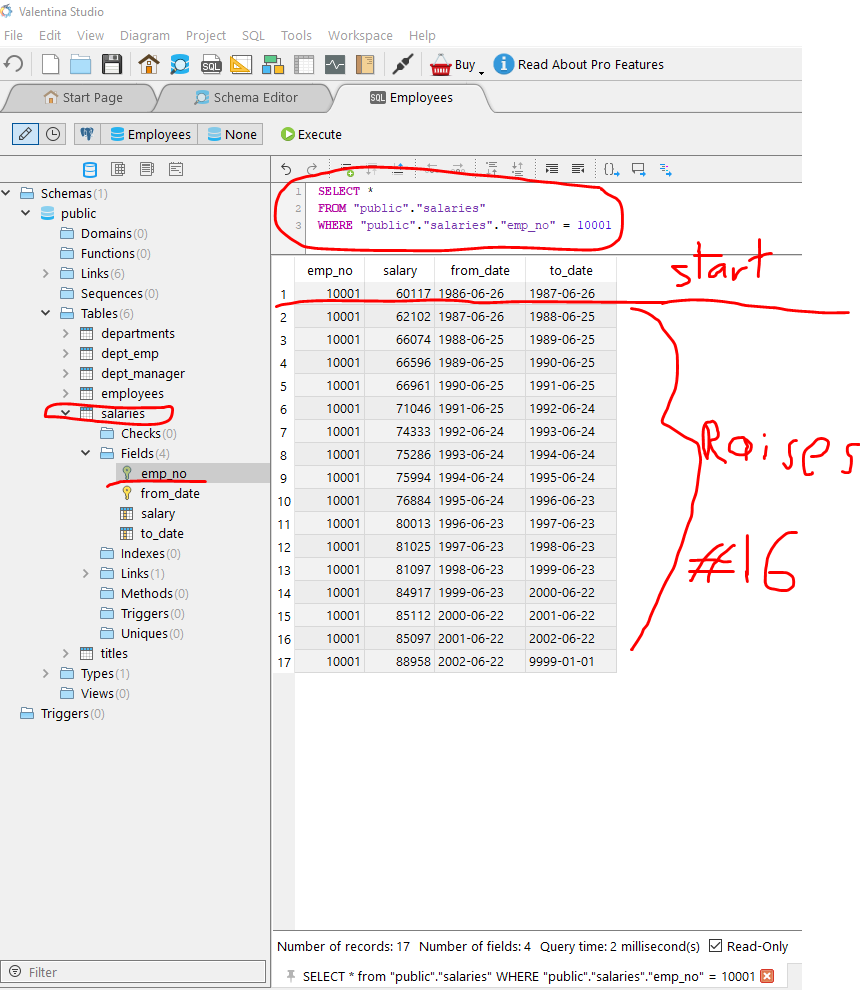 Valentina Studio
File Edit View Diagram Project SQL Tools Workspace Help
SQL Buy Read About Pro Features
Start Page Schema Editor SQL Employees
Employees None Execute
Schemas(1)
public
Domains(0)
Functions(0)
Links(6)
Sequences(0)
Tables(6)
departments
dept_emp
dept_manager
employees
salaries
Checks(0)
Fields(4)
emp_no
from_date
salary
to_date
Indexes(0)
Links(1)
Methods(0)
Triggers(0)
Uniques(0)
titles
Types(1)
Views(0)
Triggers(0)
Filter
1 SELECT *
2 FROM "public"."salaries"
3 WHERE "public"."salaries"."emp_no" = 10001
start
emp_no salary from_date to_date
1 10001 60117 1986-06-26 1987-06-26
2 10001 62102 1987-06-26 1988-06-25
3 10001 66074 1988-06-25 1989-06-25
4 10001 66596 1989-06-25 1990-06-25
5 10001 66961 1990-06-25 1991-06-25
6 10001 71046 1991-06-25 1992-06-24
7 10001 74333 1992-06-24 1993-06-24
8 10001 75286 1993-06-24 1994-06-24
9 10001 75994 1994-06-24 1995-06-24
10 10001 76884 1995-06-24 1996-06-23
11 10001 80013 1996-06-23 1997-06-23
12 10001 81025 1997-06-23 1998-06-23
13 10001 81097 1998-06-23 1999-06-23
14 10001 84917 1999-06-23 2000-06-22
15 10001 85112 2000-06-22 2001-06-22
16 10001 85097 2001-06-22 2002-06-22
17 10001 88958 2002-06-22 9999-01-01
Raises
#16
Number of records: 17 Number of fields: 4 Query time: 2 millisecond(s) Read-Only
SELECT * from "public"."salaries" WHERE "public"."salaries"."emp_no" = 10001